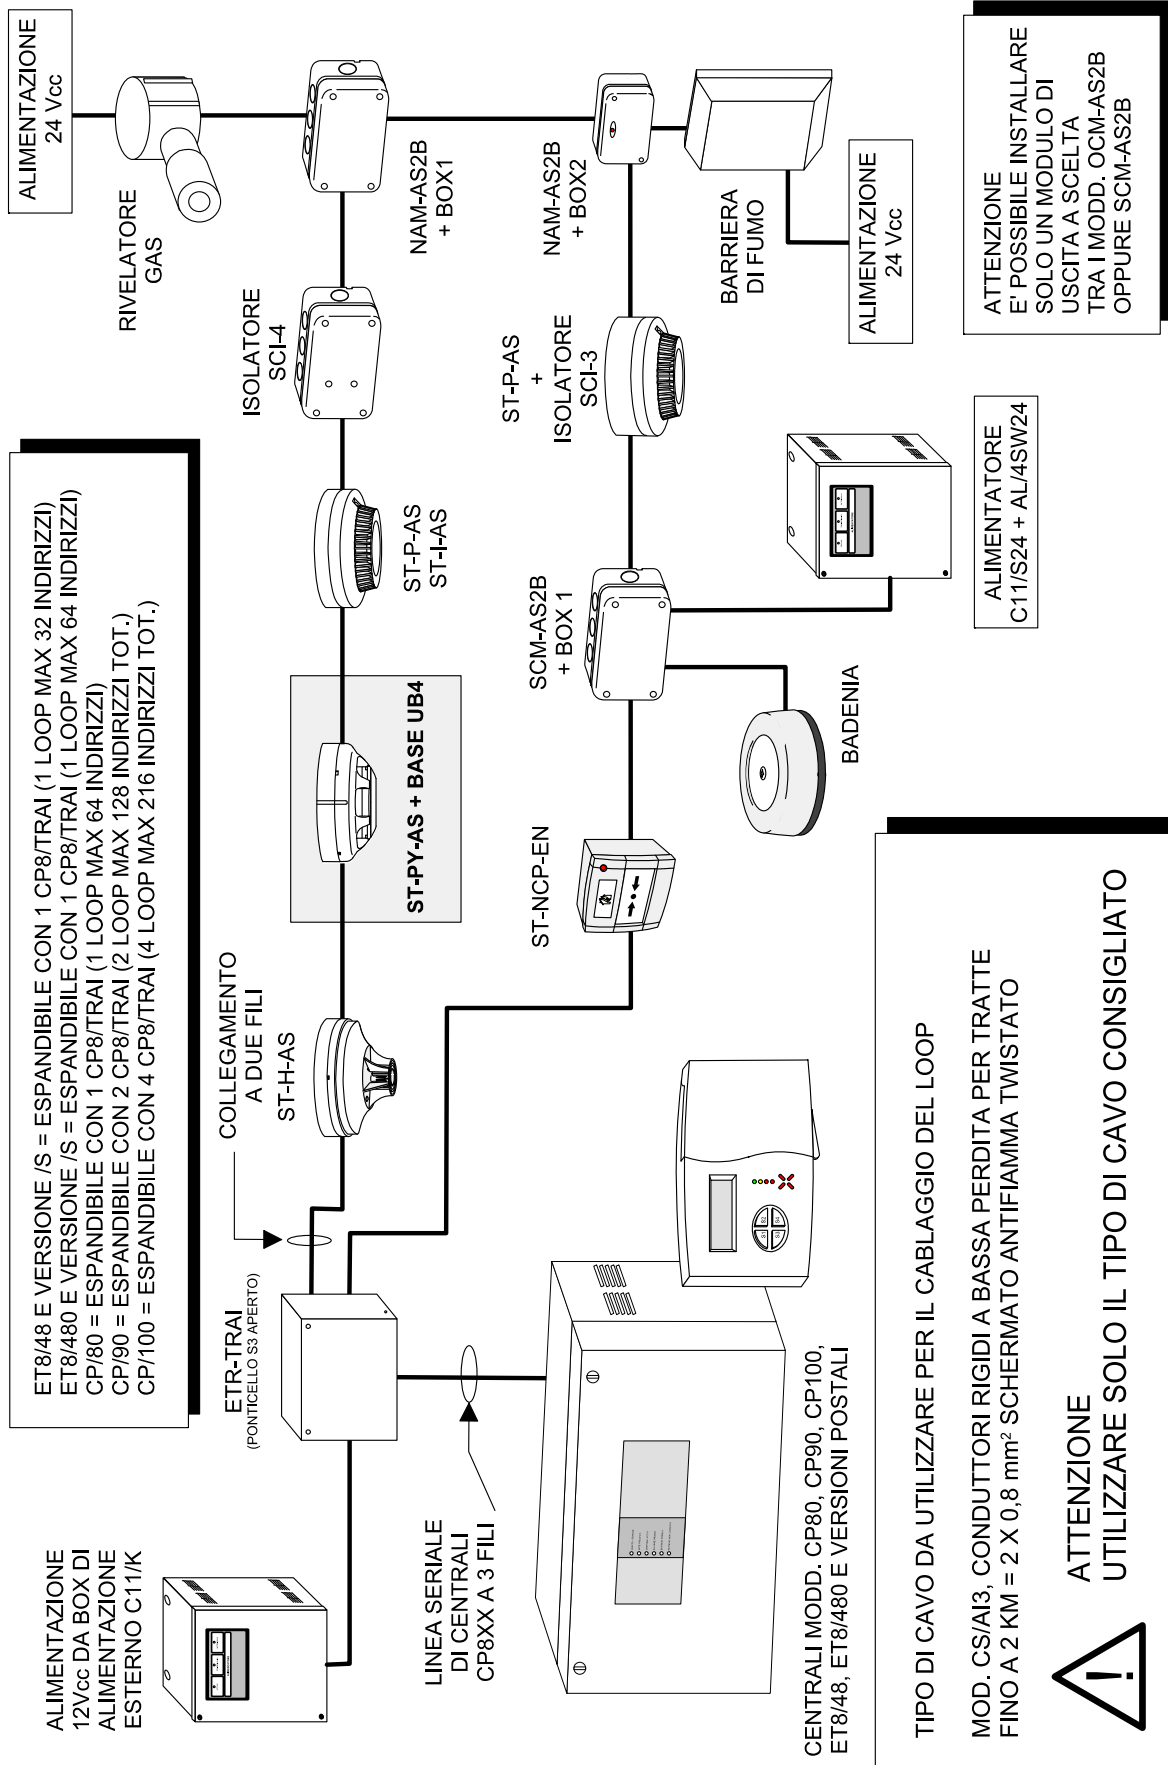 ALIMENTAZIONE
12Vcc DA BOX DI
ALIMENTAZIONE
ESTERNO C11/K
ET8/48 E VERSIONE /S = ESPANDIBILE CON 1 CP8/TRAI (1 LOOP MAX 32 INDIRIZZI)
ET8/480 E VERSIONE /S = ESPANDIBILE CON 1 CP8/TRAI (1 LOOP MAX 64 INDIRIZZI)
CP/80 = ESPANDIBILE CON 1 CP8/TRAI (1 LOOP MAX 64 INDIRIZZI)
CP/90 = ESPANDIBILE CON 2 CP8/TRAI (2 LOOP MAX 128 INDIRIZZI TOT.)
CP/100 = ESPANDIBILE CON 4 CP8/TRAI (4 LOOP MAX 216 INDIRIZZI TOT.)
ALIMENTAZIONE
24 Vcc
RIVELATORE
GAS
ETR-TRAI
(PONTICELLO S3 APERTO)
COLLEGAMENTO
A DUE FILI
ST-H-AS
ST-PY-AS + BASE UB4
ST-P-AS
ST-I-AS
ISOLATORE
SCI-4
NAM-AS2B
+ BOX1
LINEA SERIALE
DI CENTRALI
CP8XX A 3 FILI
ST-NCP-EN
SCM-AS2B
+ BOX 1
ST-P-AS
+
ISOLATORE
SCI-3
NAM-AS2B
+ BOX2
BARRIERA
DI FUMO
ALIMENTAZIONE
24 Vcc
S1
S2
S3
S4
BADENIA
CENTRALI MODD. CP80, CP90, CP100,
ET8/48, ET8/480 E VERSIONI POSTALI
ALIMENTATORE
C11/S24 + AL/4SW24
ATTENZIONE
E' POSSIBILE INSTALLARE
SOLO UN MODULO DI
USCITA A SCELTA
TRA I MODD. OCM-AS2B
OPPURE SCM-AS2B
TIPO DI CAVO DA UTILIZZARE PER IL CABLAGGIO DEL LOOP
MOD. CS/AI3, CONDUTTORI RIGIDI A BASSA PERDITA PER TRATTE
FINO A 2 KM = 2 X 0,8 mm² SCHERMATO ANTIFIAMMA TWISTATO
ATTENZIONE
UTILIZZARE SOLO IL TIPO DI CAVO CONSIGLIATO
!